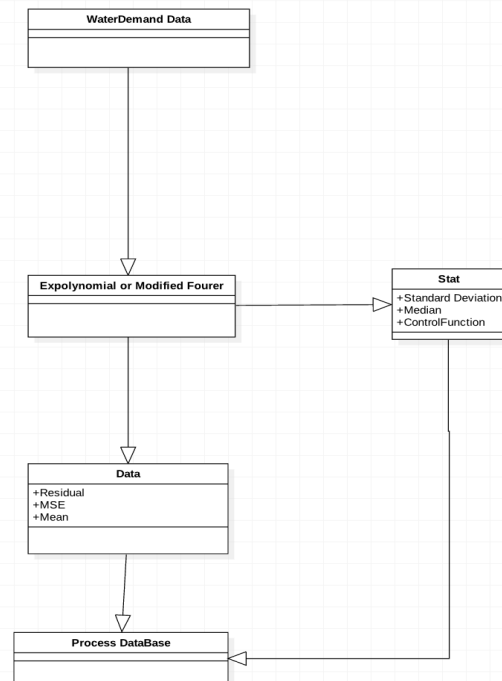 WaterDemand Data
Expolynomial or Modified Fourer
Stat
+Standard Deviation
+Median
+ControlFunction
Data
+Residual
+MSE
+Mean
Process DataBase